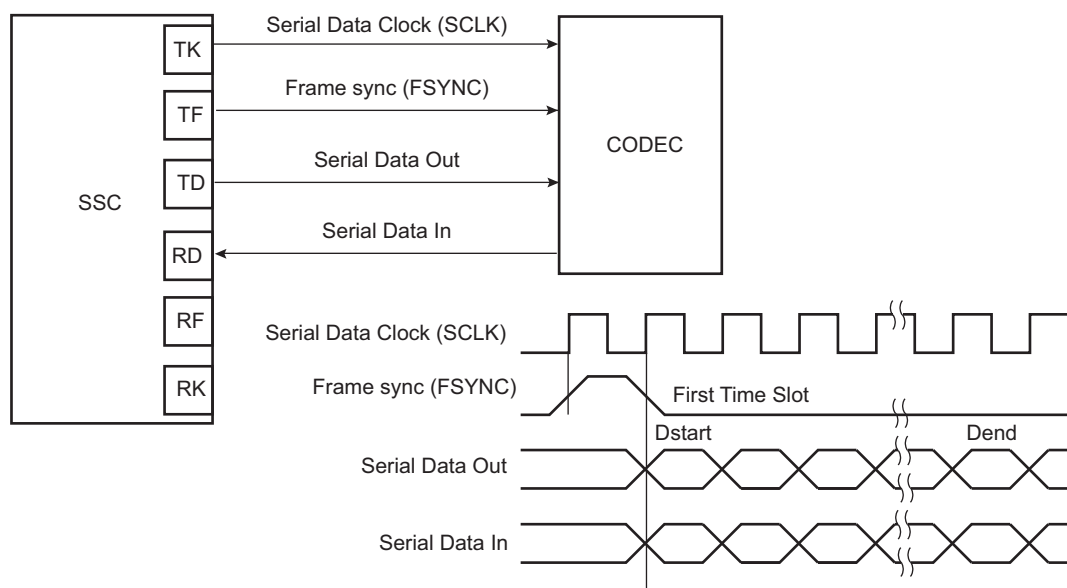 SSC
TK
TF
TD
RD
RF
RK
Serial Data Clock (SCLK)
Frame sync (FSYNC)
Serial Data Out
Serial Data In
CODEC
Serial Data Clock (SCLK)
Frame sync (FSYNC)
First Time Slot
Dstart
Dend
Serial Data Out
Serial Data In